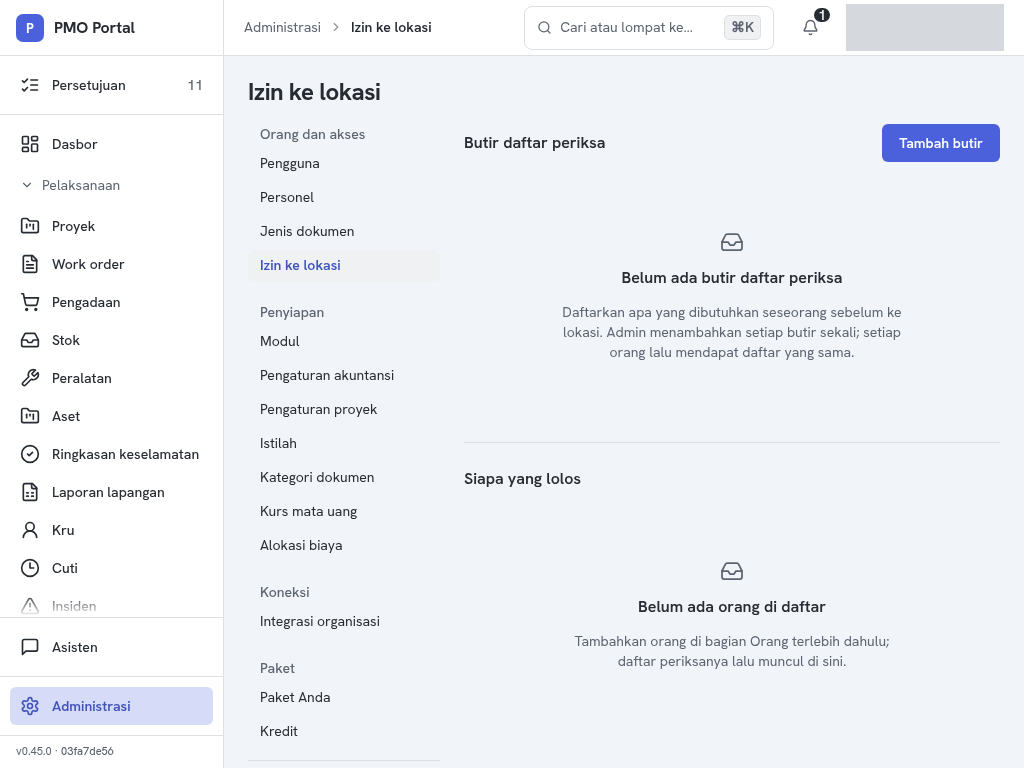 P
PMO Portal
Administrasi
Izin ke lokasi
Cari atau lompat ke...
⌘K
1
Persetujuan
11
Dasbor
Pelaksanaan
Proyek
Work order
Pengadaan
Stok
Peralatan
Aset
Ringkasan keselamatan
Laporan lapangan
Kru
Cuti
Insiden
Asisten
Administrasi
v0.45.0 · 03fa7de56
Izin ke lokasi
Orang dan akses
Pengguna
Personel
Jenis dokumen
Izin ke lokasi
Penyiapan
Modul
Pengaturan akuntansi
Pengaturan proyek
Istilah
Kategori dokumen
Kurs mata uang
Alokasi biaya
Koneksi
Integrasi organisasi
Paket
Paket Anda
Kredit
Butir daftar periksa
Tambah butir
Belum ada butir daftar periksa
Daftarkan apa yang dibutuhkan seseorang sebelum ke
lokasi. Admin menambahkan setiap butir sekali; setiap
orang lalu mendapat daftar yang sama.
Siapa yang lolos
Belum ada orang di daftar
Tambahkan orang di bagian Orang terlebih dahulu;
daftar periksanya lalu muncul di sini.